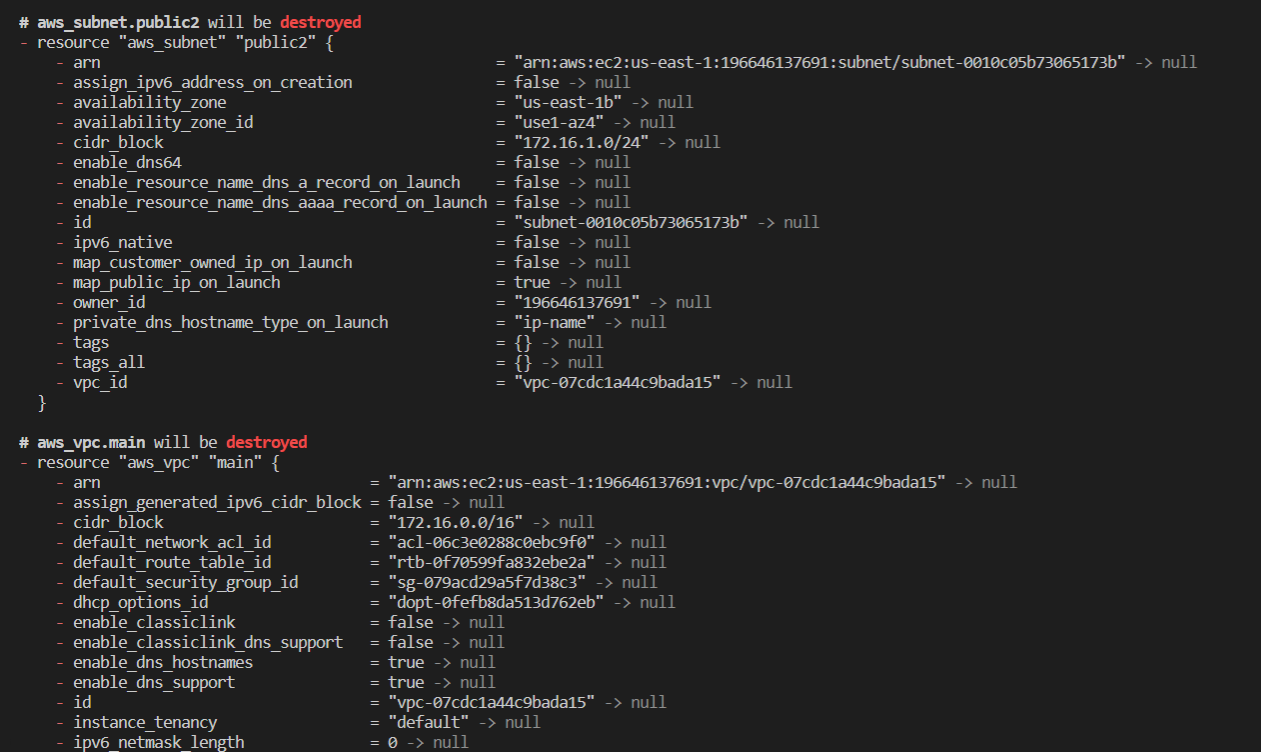 # aws_subnet.public2 will be destroyed
- resource "aws_subnet" "public2" {
- arn = "arn:aws:ec2:us-east-1:196646137691:subnet/subnet-0010c05b73065173b" -> null
- assign_ipv6_address_on_creation = false -> null
- availability_zone = "us-east-1b" -> null
- availability_zone_id = "use1-az4" -> null
- cidr_block = "172.16.1.0/24" -> null
- enable_dns64 = false -> null
- enable_resource_name_dns_a_record_on_launch = false -> null
- enable_resource_name_dns_aaaa_record_on_launch = false -> null
- id = "subnet-0010c05b73065173b" -> null
- ipv6_native = false -> null
- map_customer_owned_ip_on_launch = false -> null
- map_public_ip_on_launch = true -> null
- owner_id = "196646137691" -> null
- private_dns_hostname_type_on_launch = "ip-name" -> null
- tags = {} -> null
- tags_all = {} -> null
- vpc_id = "vpc-07cdc1a44c9bada15" -> null
}
# aws_vpc.main will be destroyed
- resource "aws_vpc" "main" {
- arn = "arn:aws:ec2:us-east-1:196646137691:vpc/vpc-07cdc1a44c9bada15" -> null
- assign_generated_ipv6_cidr_block = false -> null
- cidr_block = "172.16.0.0/16" -> null
- default_network_acl_id = "acl-06c3e0288c0ebc9f0" -> null
- default_route_table_id = "rtb-0f70599fa832ebe2a" -> null
- default_security_group_id = "sg-079acd29a5f7d38c3" -> null
- dhcp_options_id = "dopt-0fefb8da513d762eb" -> null
- enable_classiclink = false -> null
- enable_classiclink_dns_support = false -> null
- enable_dns_hostnames = true -> null
- enable_dns_support = true -> null
- id = "vpc-07cdc1a44c9bada15" -> null
- instance_tenancy = "default" -> null
- ipv6_netmask_length = 0 -> null